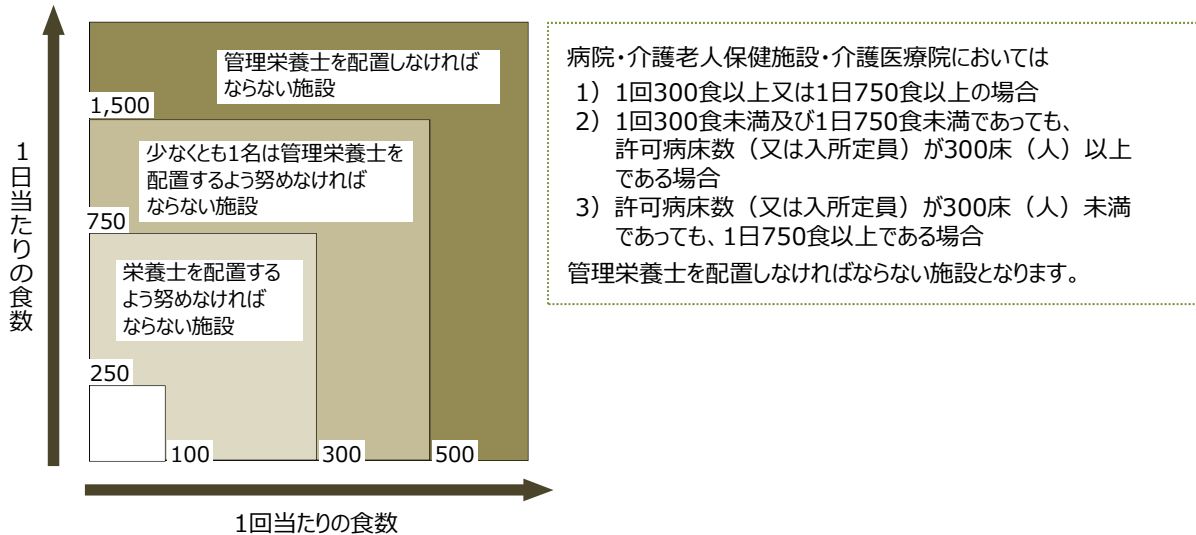 管理栄養士を配置しなければ
ならない施設
1,500
少なくとも1名は管理栄養士を
配置するよう努めなければ
ならない施設
750
栄養士を配置する
よう努めなければ
ならない施設
250
100
300
500
1日当たりの食数
1回当たりの食数
病院・介護老人保健施設・介護医療院においては
1）1回300食以上又は1日750食以上の場合
2）1回300食未満及び1日750食未満であっても、
許可病床数（又は入所定員）が300床（人）以上
である場合
3）許可病床数（又は入所定員）が300床（人）未満
であっても、1日750食以上である場合
管理栄養士を配置しなければならない施設となります。